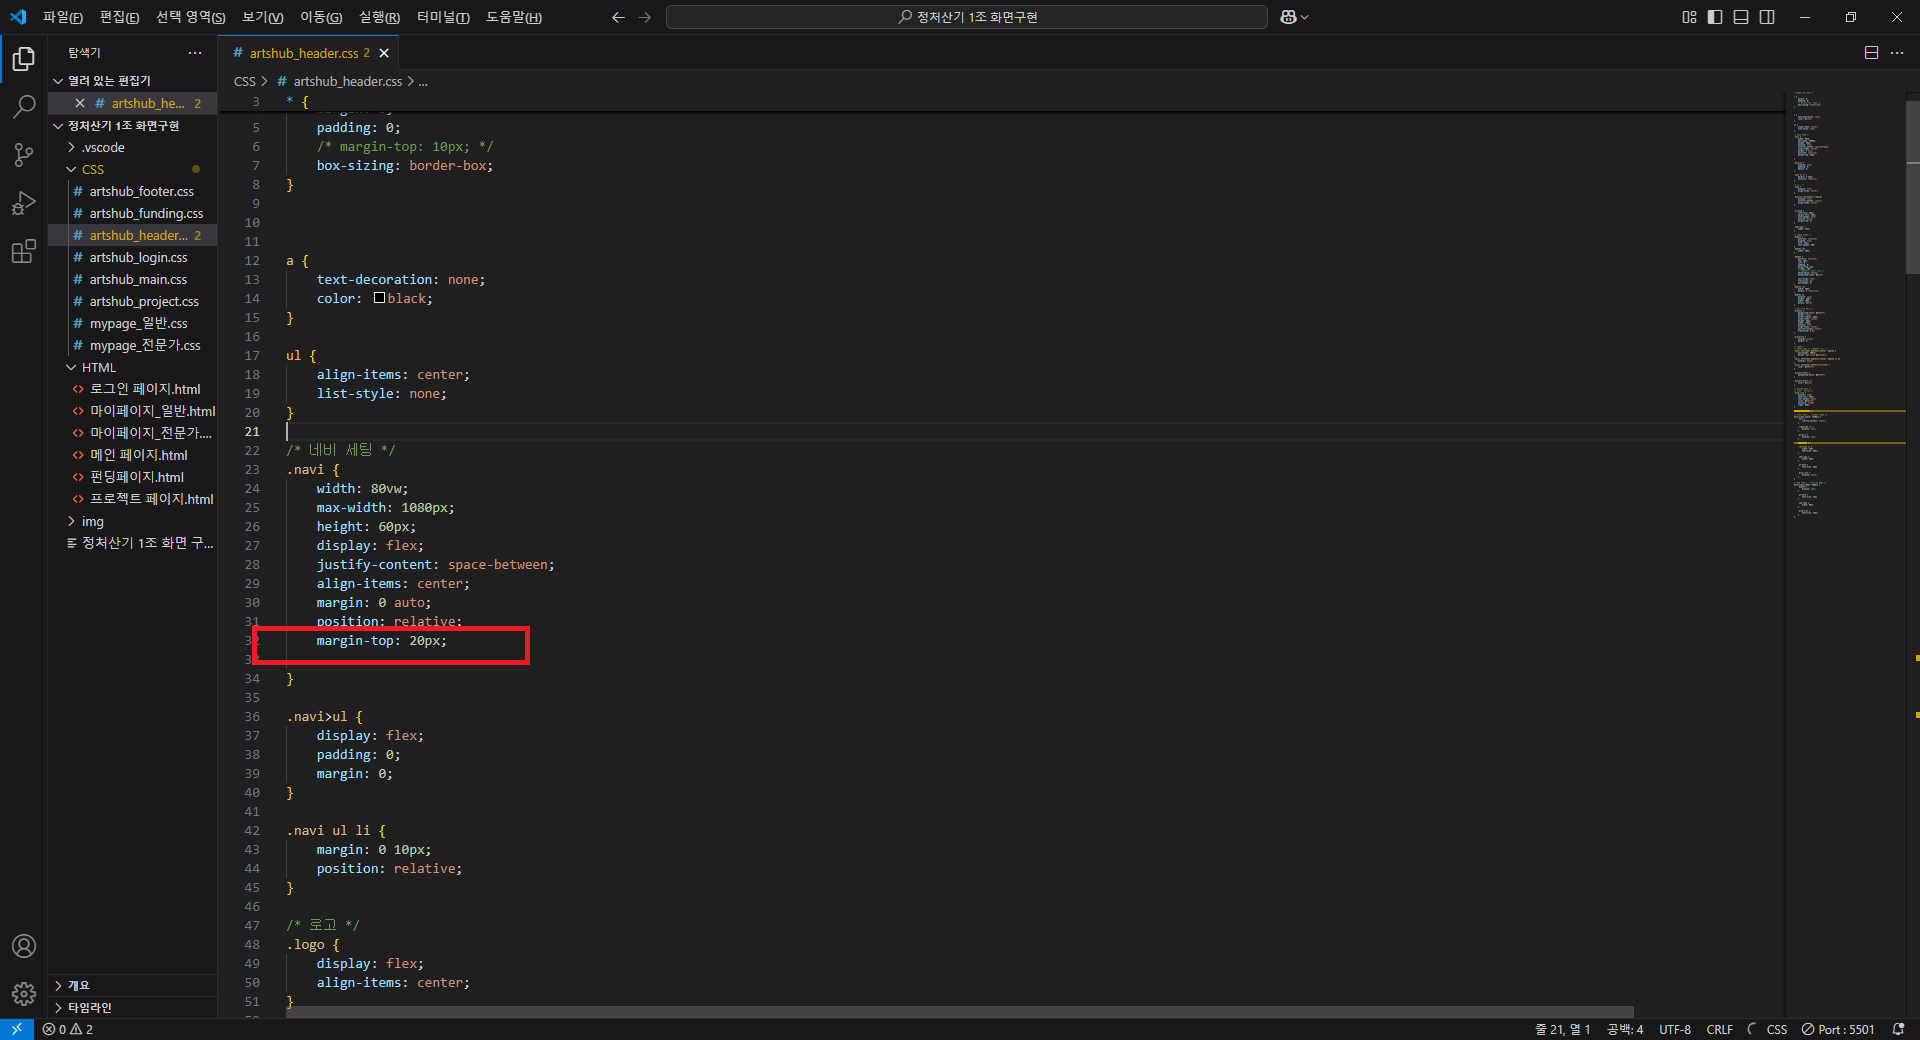 파일(F) 편집(E) 선택 영역(S) 보기(V) 이동(G) 실행(R) 터미널(T) 도움말(H)
정처산기 1조 화면구현
탐색기
열려 있는 편집기
# artshub_he... 2
정처산기 1조 화면구현
.vscode
CSS
# artshub_footer.css
# artshub_funding.css
# artshub_header... 2
# artshub_login.css
# artshub_main.css
# artshub_project.css
# mypage_일반.css
# mypage_전문가.css
HTML
<> 로그인 페이지.html
<> 마이페이지_일반.html
<> 마이페이지_전문가....
<> 메인 페이지.html
<> 펀딩페이지.html
<> 프로젝트 페이지.html
img
정처산기 1조 화면 구...
개요
타임라인
# artshub_header.css 2
CSS > # artshub_header.css > ...
3 * {
5 padding: 0;
6 /* margin-top: 10px; */
7 box-sizing: border-box;
8 }
9
10
11
12 a {
13 text-decoration: none;
14 color: black;
15 }
16
17 ul {
18 align-items: center;
19 list-style: none;
20 }
21
22 /* 네비 세팅 */
23 .navi {
24 width: 80vw;
25 max-width: 1080px;
26 height: 60px;
27 display: flex;
28 justify-content: space-between;
29 align-items: center;
30 margin: 0 auto;
31 position: relative;
32 margin-top: 20px;
33
34 }
35
36 .navi>ul {
37 display: flex;
38 padding: 0;
39 margin: 0;
40 }
41
42 .navi ul li {
43 margin: 0 10px;
44 position: relative;
45 }
46
47 /* 로고 */
48 .logo {
49 display: flex;
50 align-items: center;
51 }
0 2
줄 21, 열 1 공백: 4 UTF-8 CRLF CSS Port : 5501